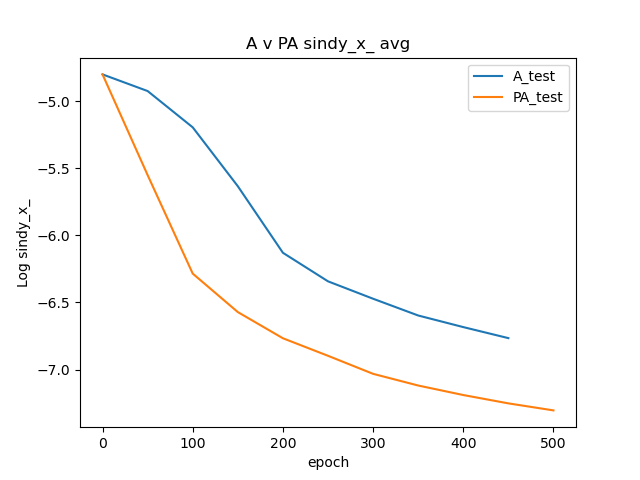 A v PA sindy_x_ avg
A_test
PA_test
Log sindy_x_
−5.0
−5.5
−6.0
−6.5
−7.0
0 100 200 300 400 500
epoch